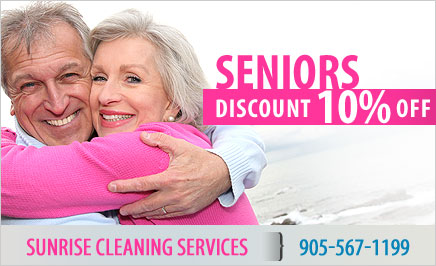 SENIORS
DISCOUNT 10% OFF
SUNRISE CLEANING SERVICES 905-567-1199